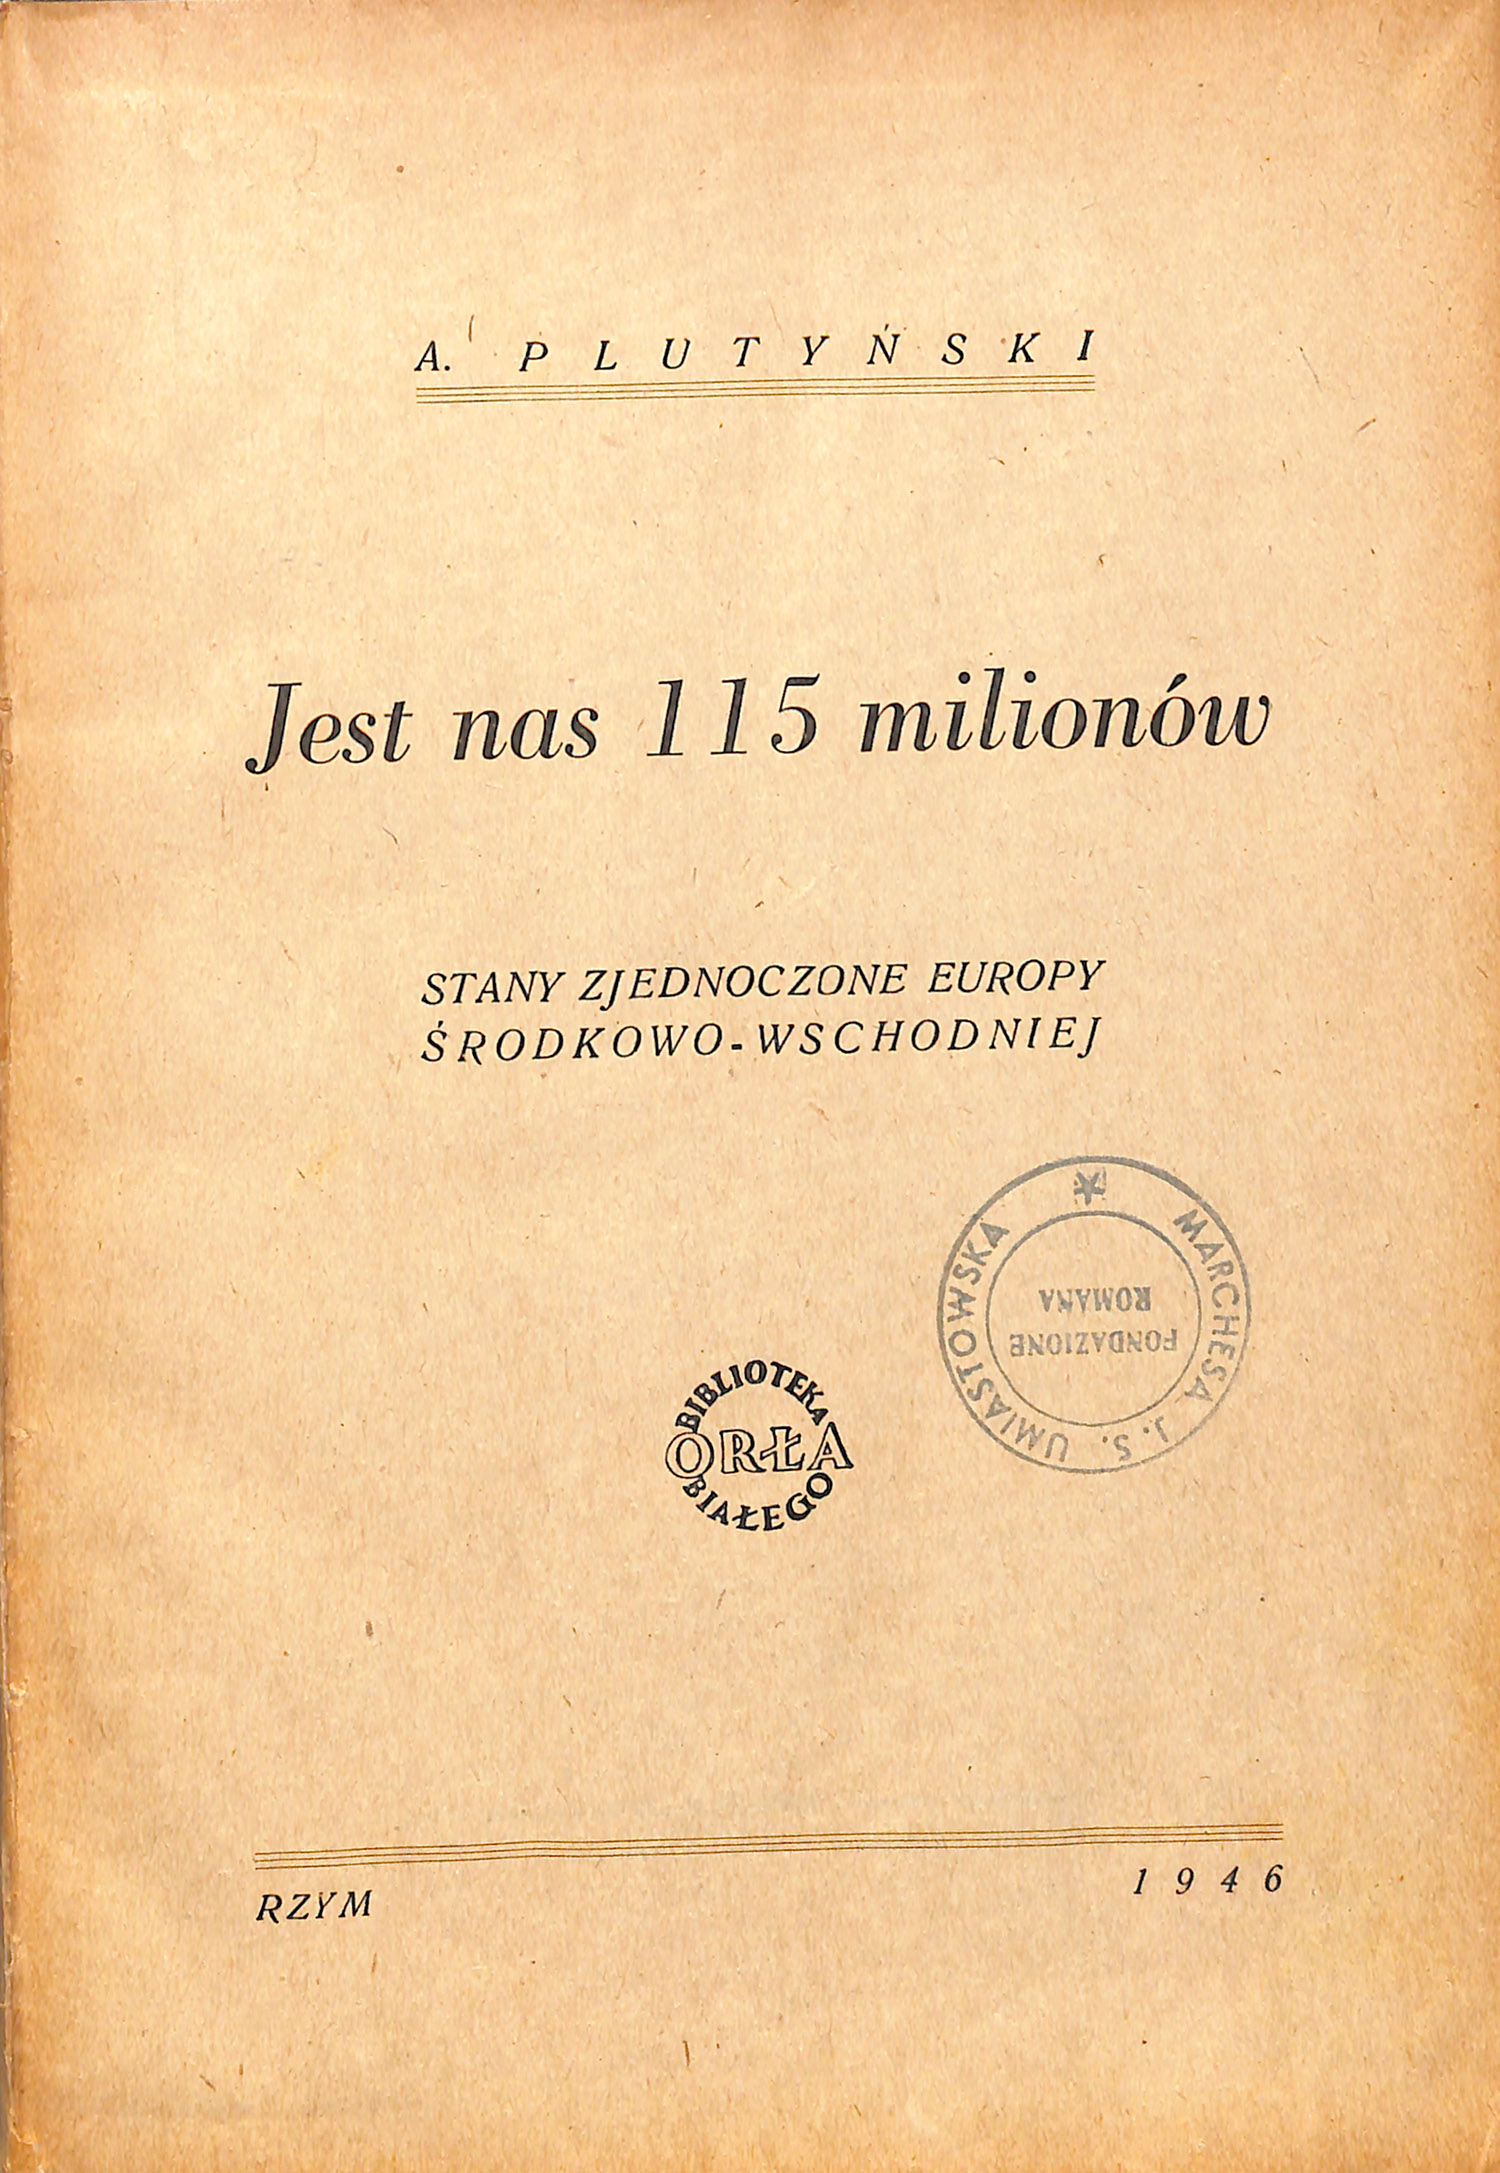 A. PLUTYŃSKI
Jest nas 115 milionów
STANY ZJEDNOCZONE EUROPY
ŚRODKOWO-WSCHODNIEJ
MARCHESA J. S. UMIASTOWSKA
FONDAZIONE
ROMANA
BIBLIOTEKA
ORŁA
BIAŁEGO
RZYM 1946